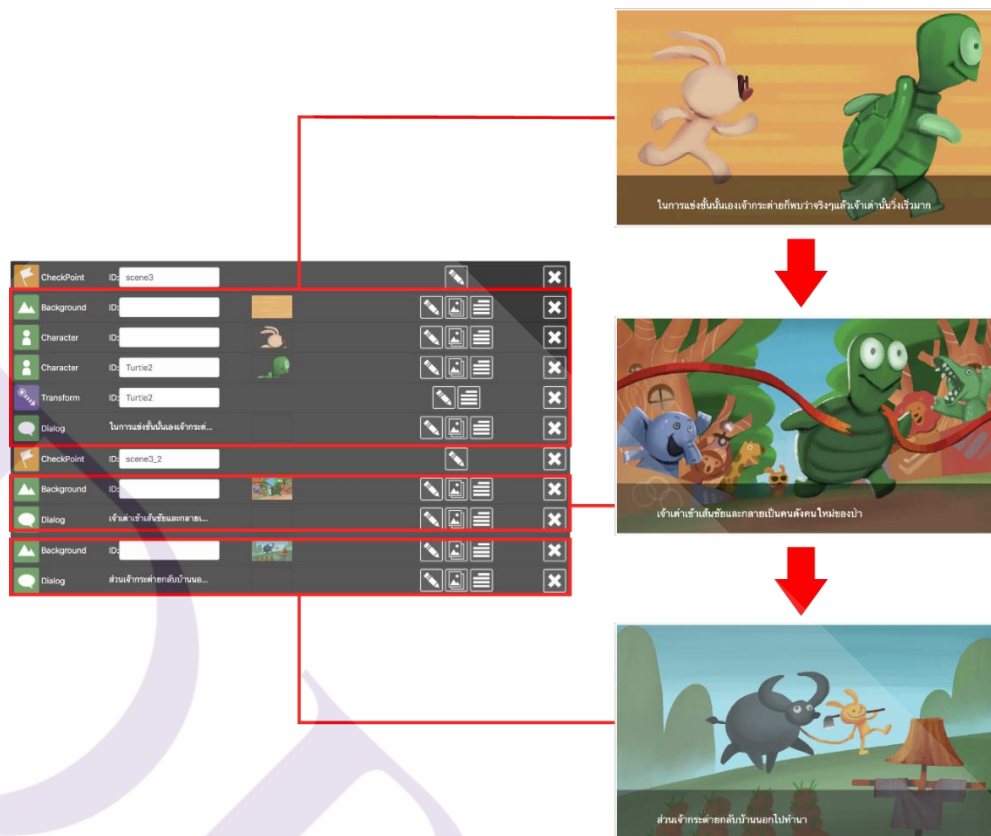 ในการแข่งขันนั้นเองเจ้ากระต่ายก็พบว่าจริงๆแล้วเจ้าเต่านั้นวิ่งเร็วมาก
CheckPoint ID: scene3
Background ID:
Character ID:
Character ID: Turtle2
Transform ID: Turtle2
Dialog ในการแข่งขันนั้นเองเจ้ากระต่...
CheckPoint ID: scene3_2
Background ID:
Dialog เจ้าเต่าเข้าเส้นชัยและกลายเ...
Background ID:
Dialog ส่วนเจ้ากระต่ายกลับบ้านนอ...
เจ้าเต่าเข้าเส้นชัยและกลายเป็นคนดังคนใหม่ของป่า
ส่วนเจ้ากระต่ายกลับบ้านนอกไปทำนา